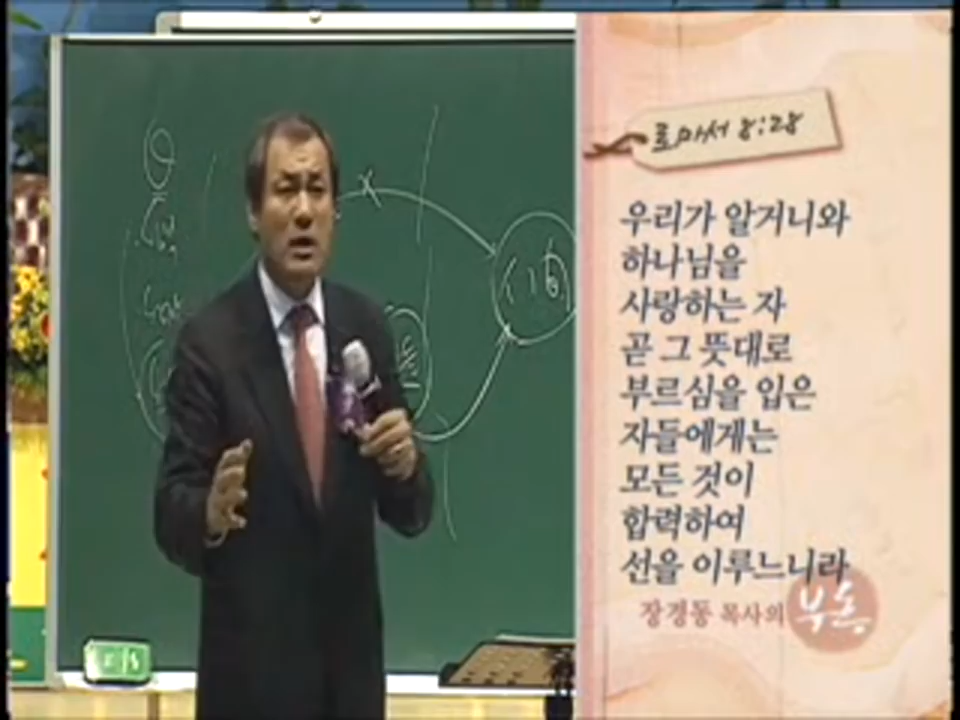 로마서 8:28
우리가 알거니와
하나님을
사랑하는 자
곧 그 뜻대로
부르심을 입은
자들에게는
모든 것이
합력하여
선을 이루느니라
장경동 목사의
부흥